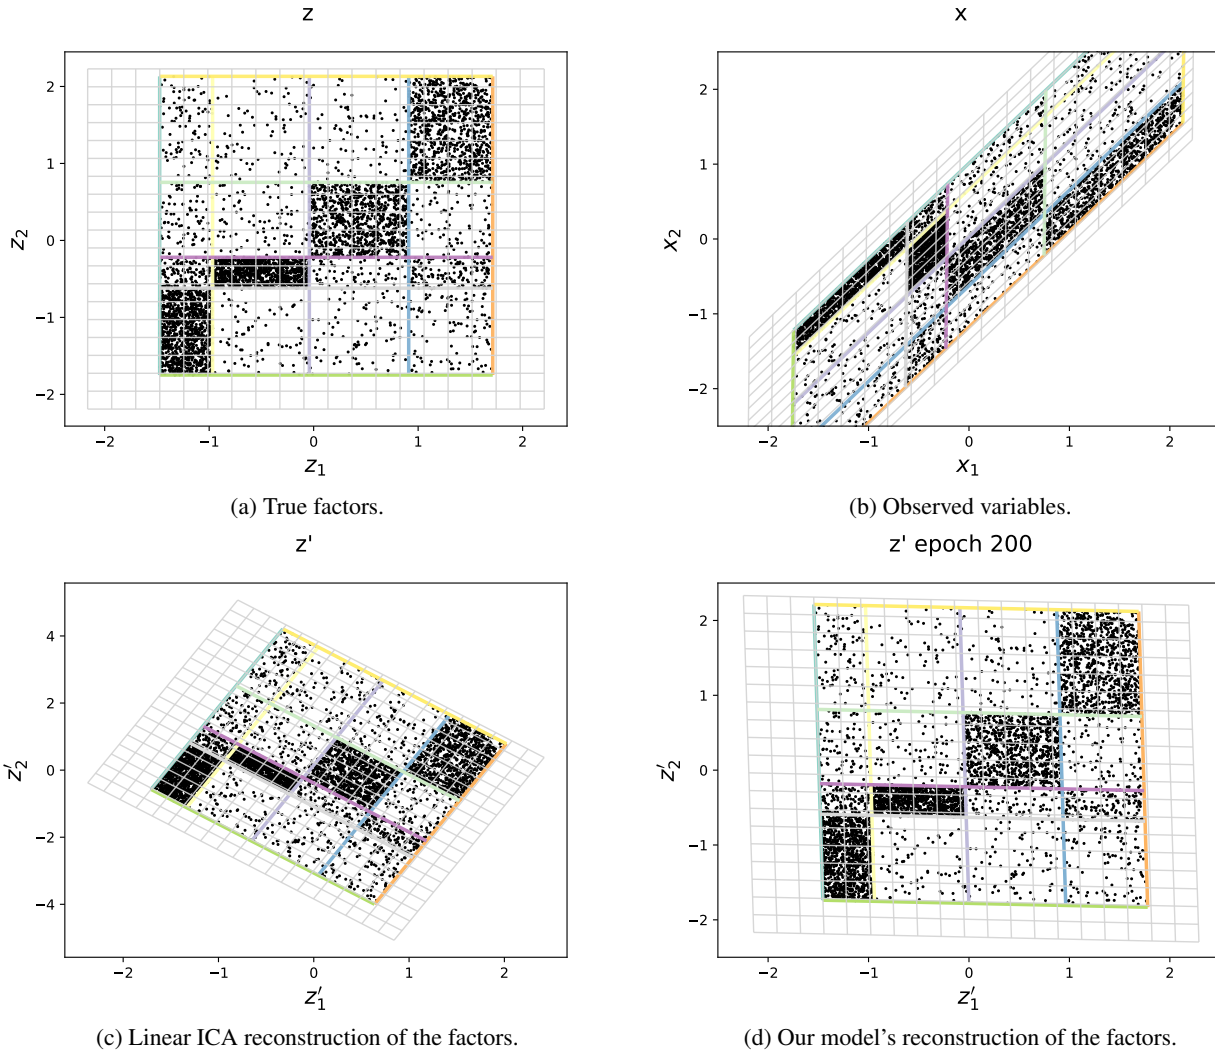 z
x
2
1
0
−1
−2
z2
−2
−1
0
1
2
z1
2
1
0
−1
−2
x2
−2
−1
0
1
2
x1
(a) True factors.
(b) Observed variables.
z'
z' epoch 200
4
2
0
−2
−4
z′2
−2
−1
0
1
2
z′1
2
1
0
−1
−2
z′2
−2
−1
0
1
2
z′1
(c) Linear ICA reconstruction of the factors.
(d) Our model’s reconstruction of the factors.